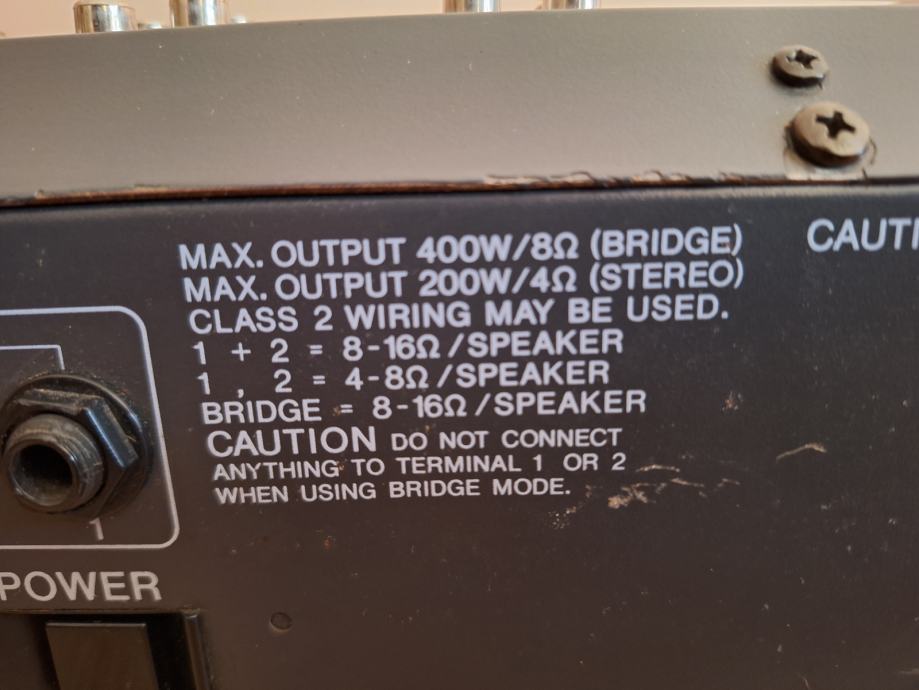 MAX. OUTPUT 400W/8Ω (BRIDGE)
MAX. OUTPUT 200W/4Ω (STEREO)
CLASS 2 WIRING MAY BE USED.
1 + 2 = 8-16Ω/SPEAKER
1 , 2 = 4-8Ω/SPEAKER
BRIDGE = 8-16Ω/SPEAKER
CAUTION DO NOT CONNECT
ANYTHING TO TERMINAL 1 OR 2
WHEN USING BRIDGE MODE.
CAUTI
1
POWER